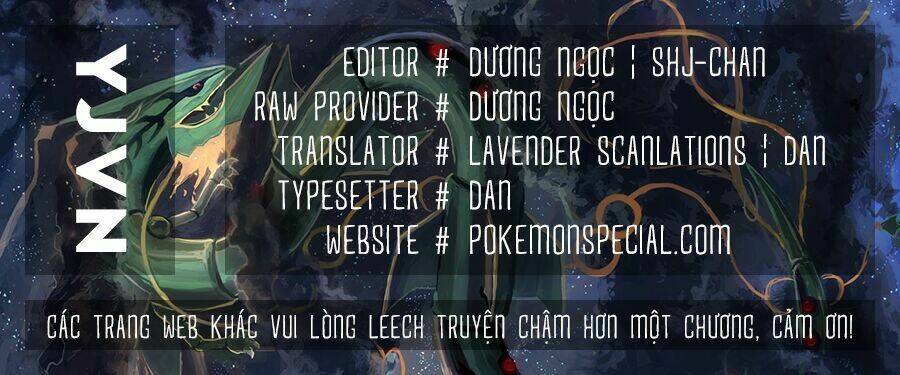 YJVN
EDITOR # DƯƠNG NGỌC ¦ SHJ-CHAN
RAW PROVIDER # DƯƠNG NGỌC
TRANSLATOR # LAVENDER SCANLATIONS ¦ DAN
TYPESETTER # DAN
WEBSITE # POKEMONSPECIAL.COM
CÁC TRANG WEB KHÁC VUI LÒNG LEECH TRUYỆN CHẬM HƠN MỘT CHƯƠNG, CẢM ƠN!